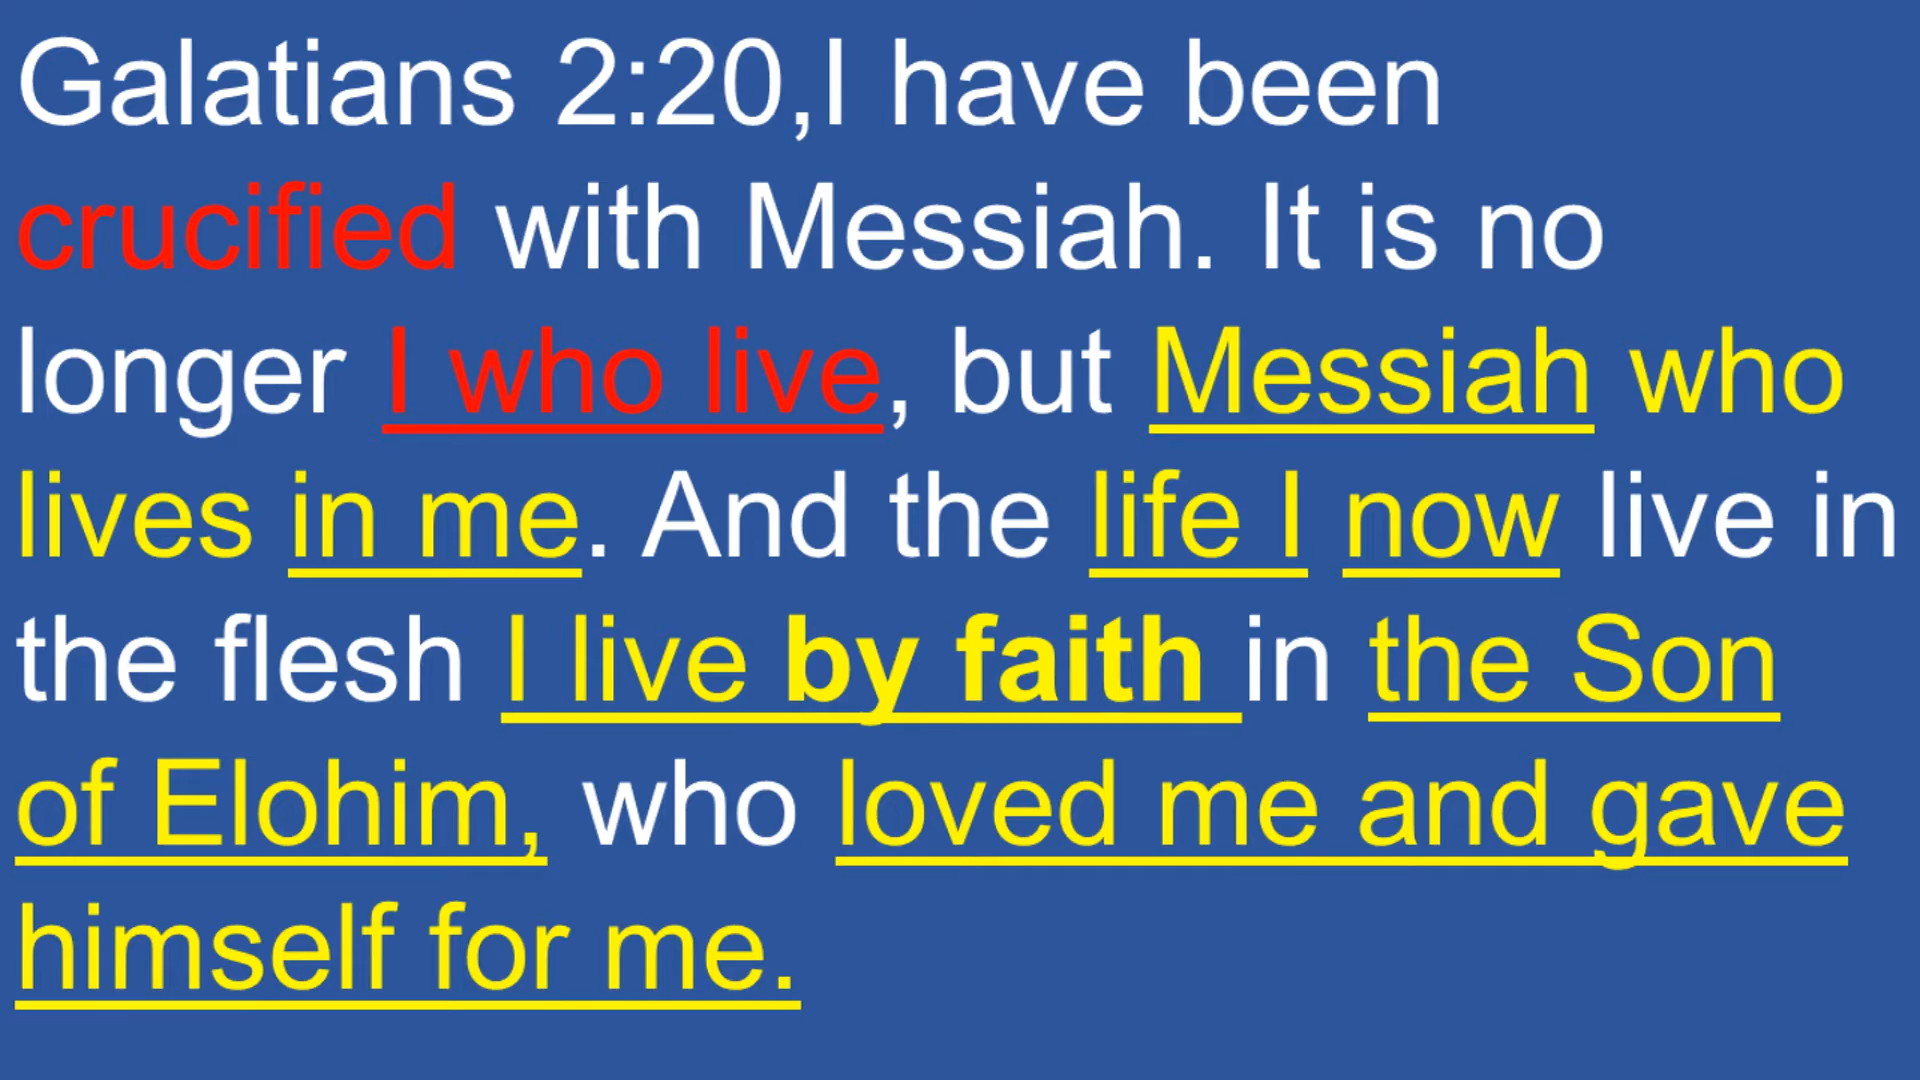 Galatians 2:20,I have been
crucified with Messiah. It is no
longer I who live, but Messiah who
lives in me. And the life I now live in
the flesh I live by faith in the Son
of Elohim, who loved me and gave
himself for me.